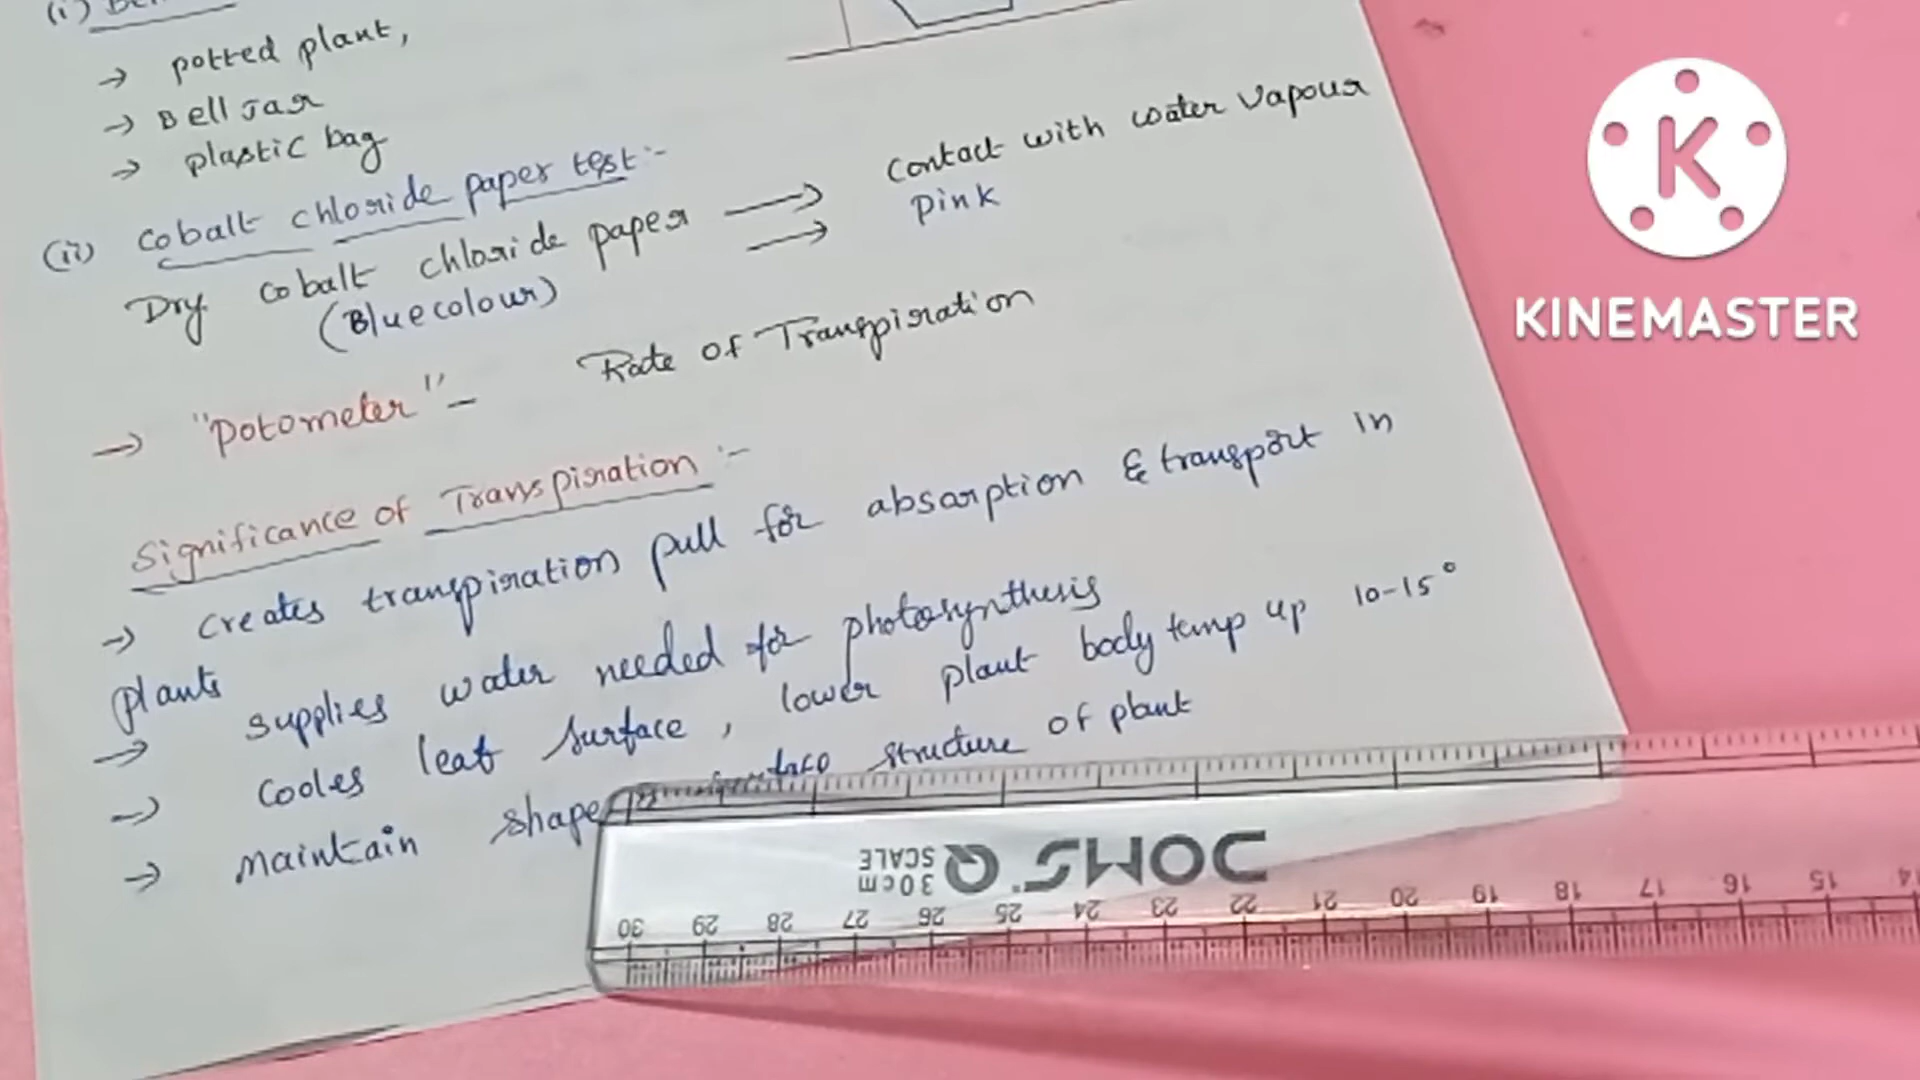 (i) 
→ potted plant,
→ Bell Jar
→ plastic bag
(ii) Cobalt chloride paper test :-
Dry cobalt chloride paper → contact with water vapour
(Blue colour) → pink
→ "Potometer" - Rate of Transpiration
Significance of Transpiration :-
→ creates transpiration pull for absorption & transport in
plants
→ supplies water needed for photosynthesis
→ cooles leaf surface, lower plant body temp up 10-15°
→ maintain shape structure of plant
K
KINEMASTER
DOMS Q
30cm
SCALE
30 29 28 27 26 25 24 23 22 21 20 19 18 17 16 15 14